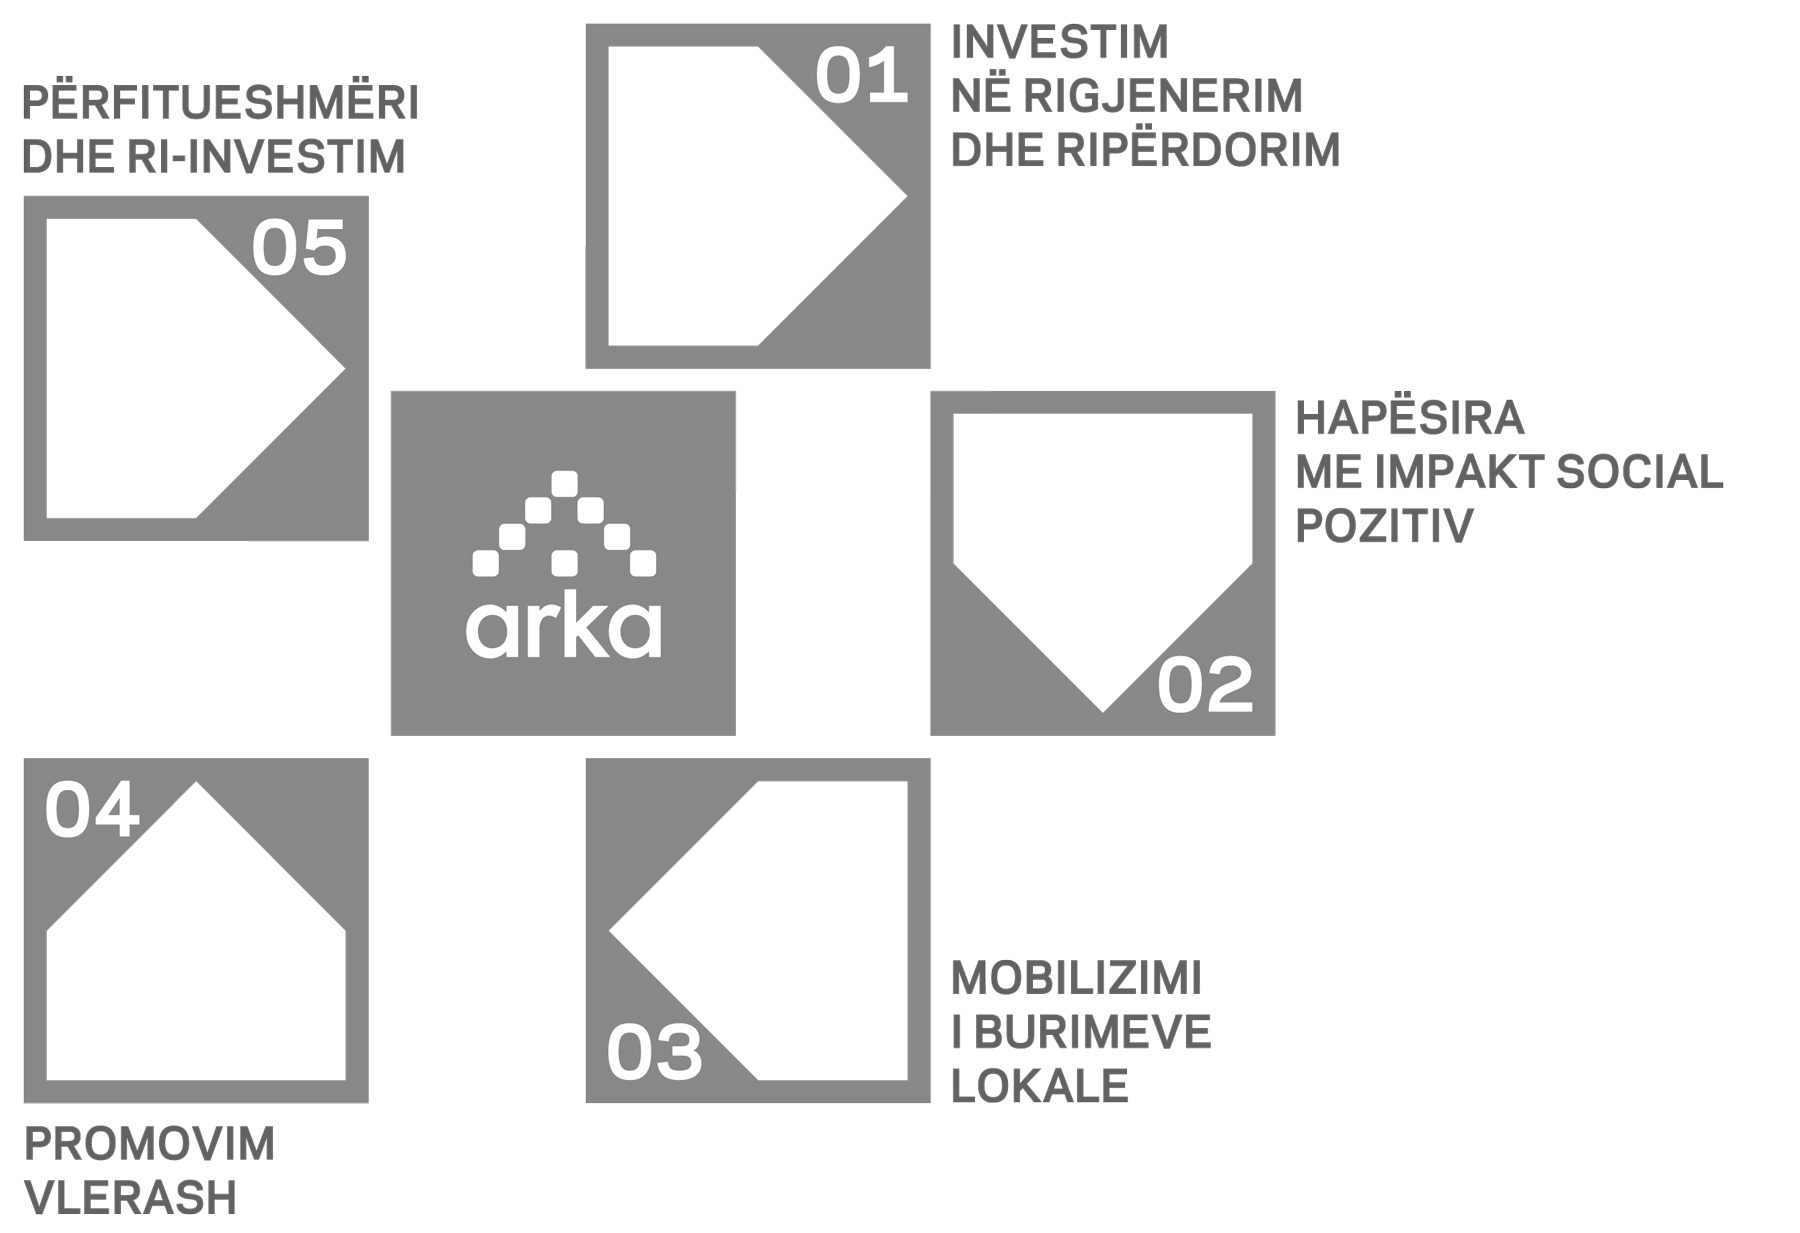 01
INVESTIM
NË RIGJENERIM
DHE RIPËRDORIM
HAPËSIRA
ME IMPAKT SOCIAL
POZITIV
02
MOBILIZIMI
I BURIMEVE
LOKALE
03
04
PROMOVIM
VLERASH
PËRFITUESHMËRI
DHE RI-INVESTIM
05
arka